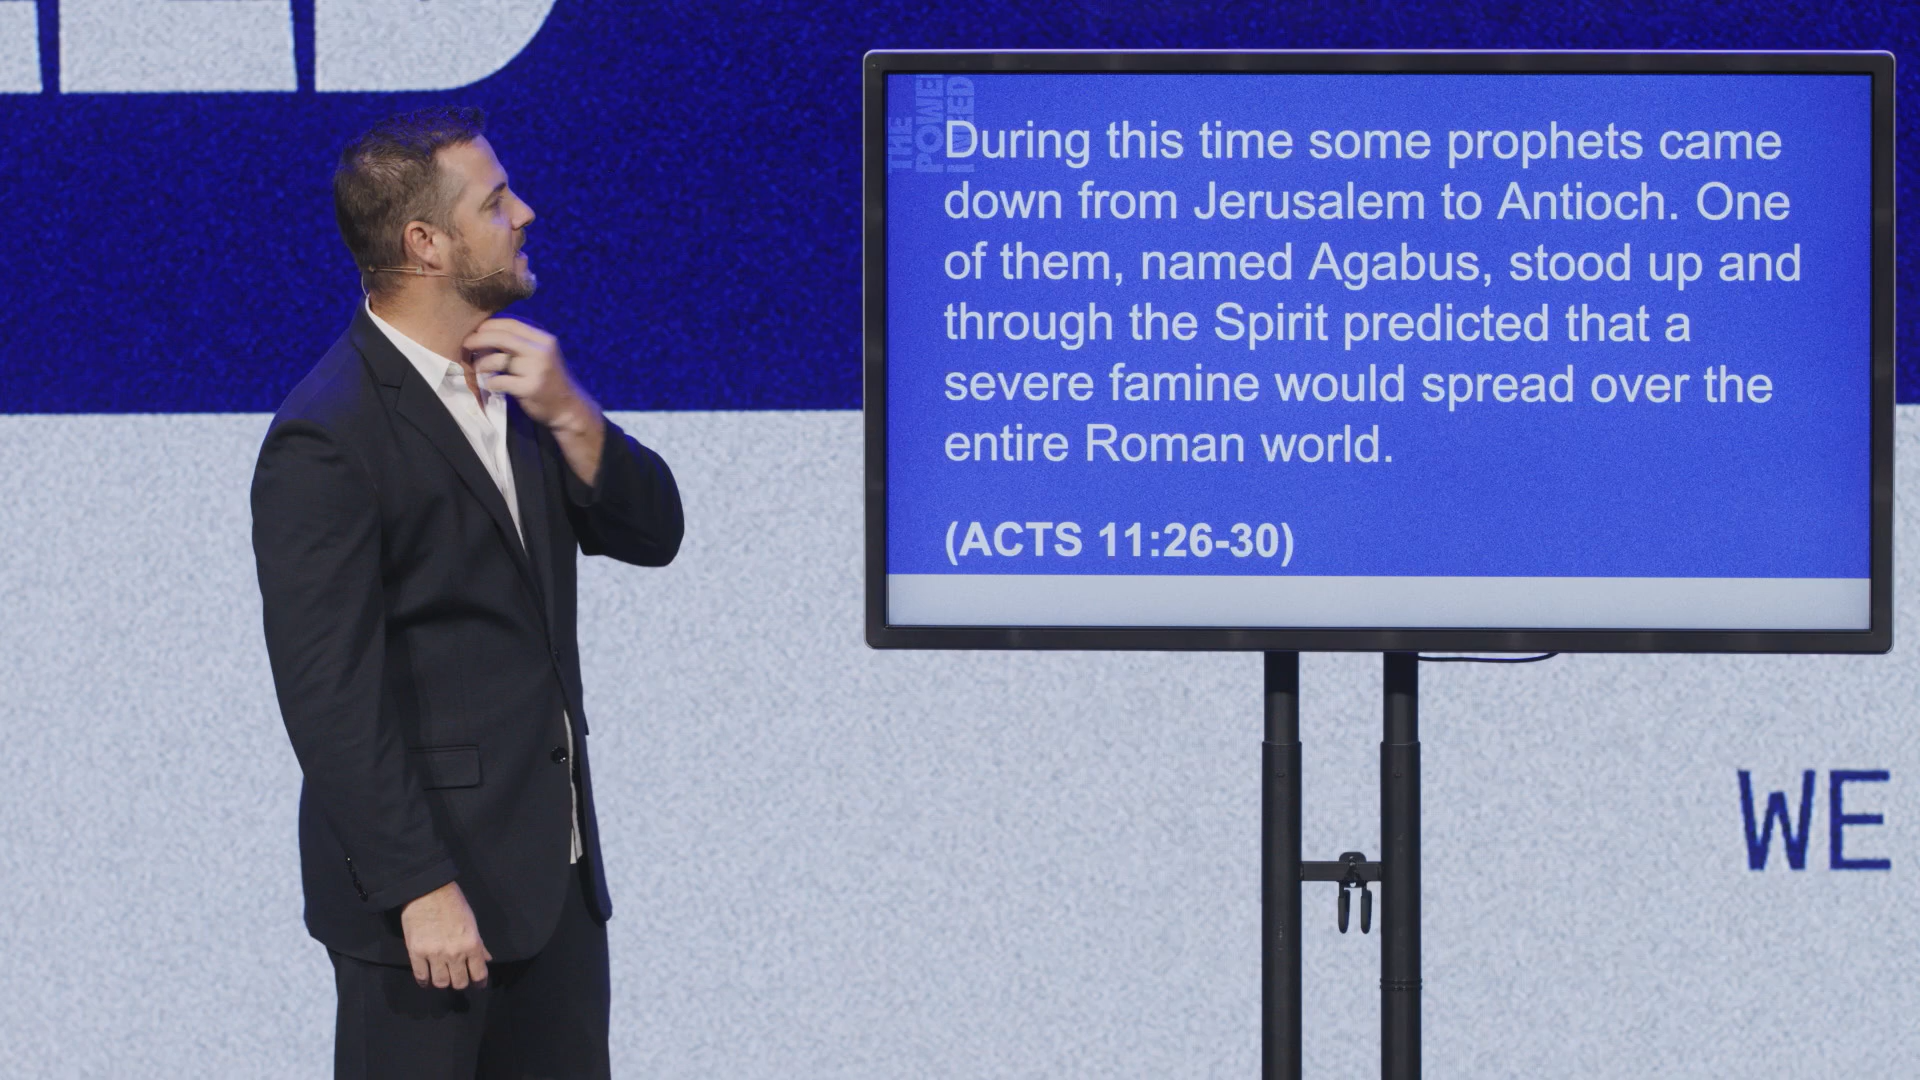 THE
POWER
During this time some prophets came
down from Jerusalem to Antioch. One
of them, named Agabus, stood up and
through the Spirit predicted that a
severe famine would spread over the
entire Roman world.
(ACTS 11:26-30)
WE